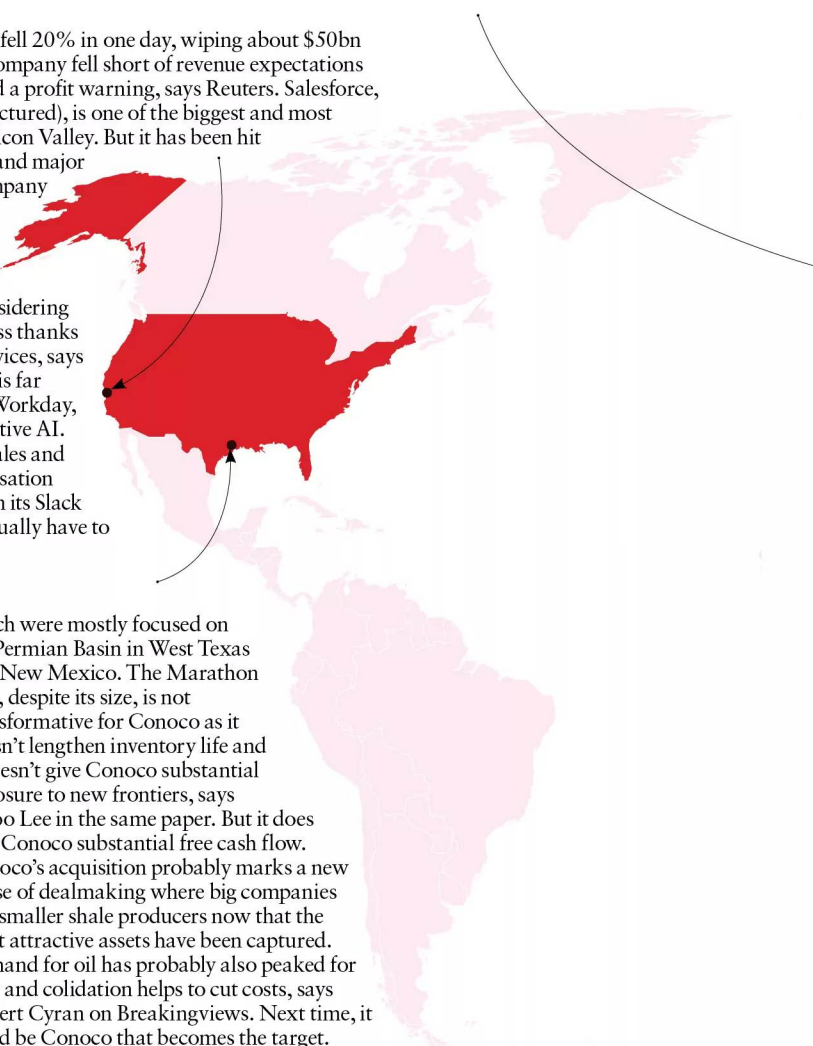 fell 20% in one day, wiping about $50bn
ompany fell short of revenue expectations
d a profit warning, says Reuters. Salesforce,
ctured), is one of the biggest and most
icon Valley. But it has been hit
and major
mpany
sidering
ss thanks
vices, says
is far
Workday,
tive AI.
ales and
sation
n its Slack
ually have to
ch were mostly focused on
Permian Basin in West Texas
New Mexico. The Marathon
, despite its size, is not
sformative for Conoco as it
sn't lengthen inventory life and
esn't give Conoco substantial
osure to new frontiers, says
oo Lee in the same paper. But it does
Conoco substantial free cash flow.
oco's acquisition probably marks a new
se of dealmaking where big companies
smaller shale producers now that the
t attractive assets have been captured.
nand for oil has probably also peaked for
and colidation helps to cut costs, says
ert Cyran on Breakingviews. Next time, it
d be Conoco that becomes the target.